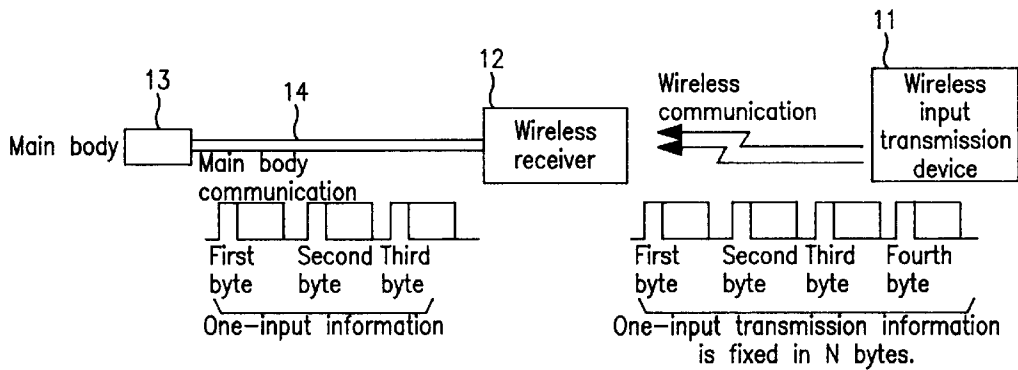 11
Wireless
input
transmission
device
12
Wireless
receiver
Wireless
communication
13
14
Main body
Main body
communication
First
byte
Second
byte
Third
byte
One-input information
First
byte
Second
byte
Third
byte
Fourth
byte
One-input transmission information
is fixed in N bytes.